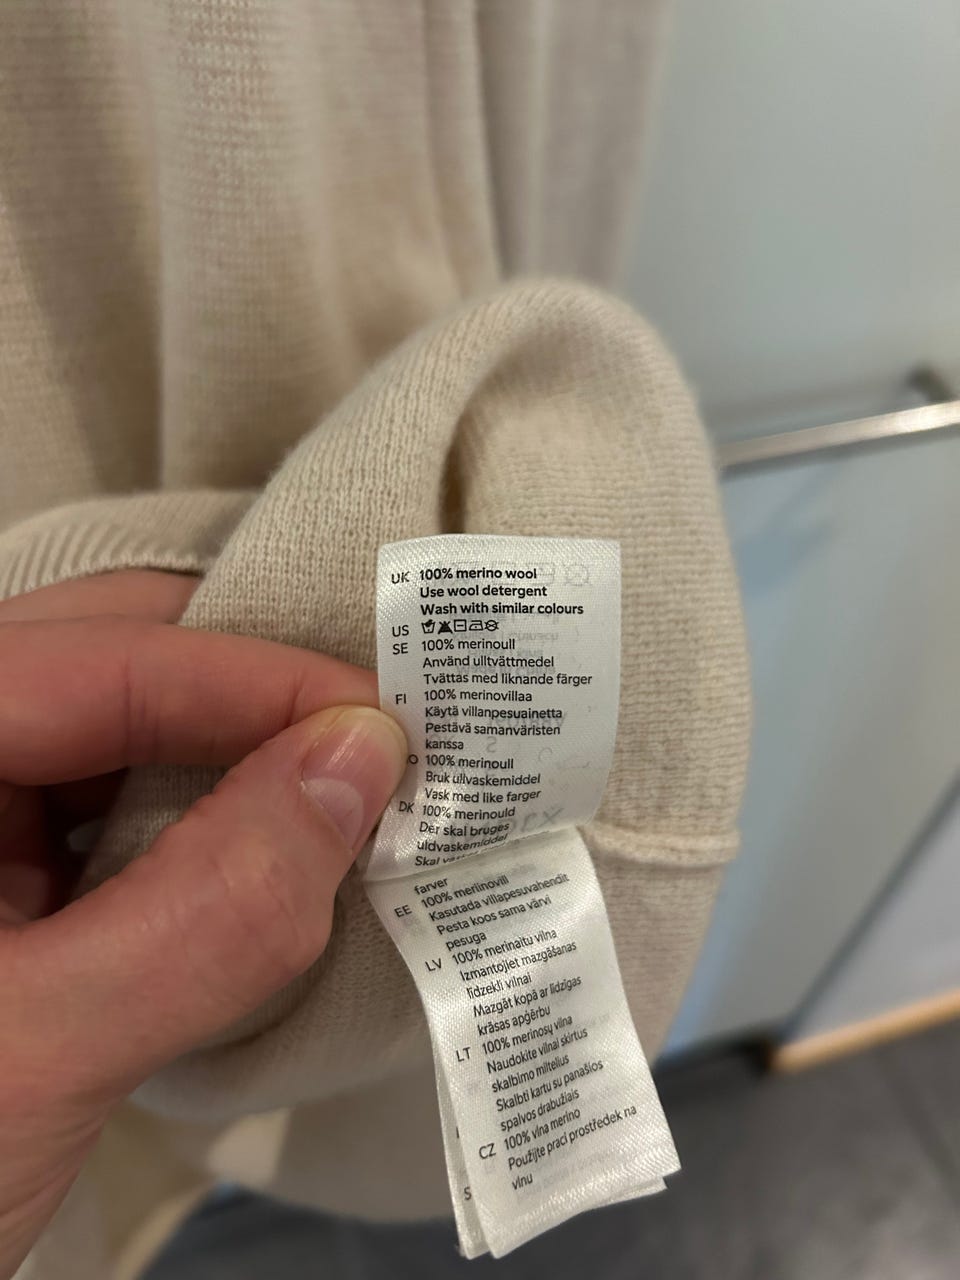 UK 100% merino wool
Use wool detergent
Wash with similar colours
US
SE 100% merinoull
Använd ulltvättmedel
Tvättas med liknande färger
FI 100% merinovillaa
Käytä villanpesuainetta
Pestävä samanväristen
kanssa
O 100% merinoull
Bruk ullvaskemiddel
Vask med like farger
DK 100% merinould
Der skal bruges
uldvaskemiddel
Skal
farver
EE 100% meriinovill
Kasutada villapesuvahendit
Pesta koos sama värvi
pesuga
LV 100% merinaitu vilna
Izmantojiet mazgāšanas
līdzekli vilnai
Mazgāt kopā ar līdzīgas
krāsas apģērbu
LT 100% merinosų vilna
Naudokite vilnai skirtus
skalbimo miltelius
Skalbti kartu su panašios
spalvos drabužiais
CZ 100% vlna merino
Použijte prací prostředek na
vlnu
S